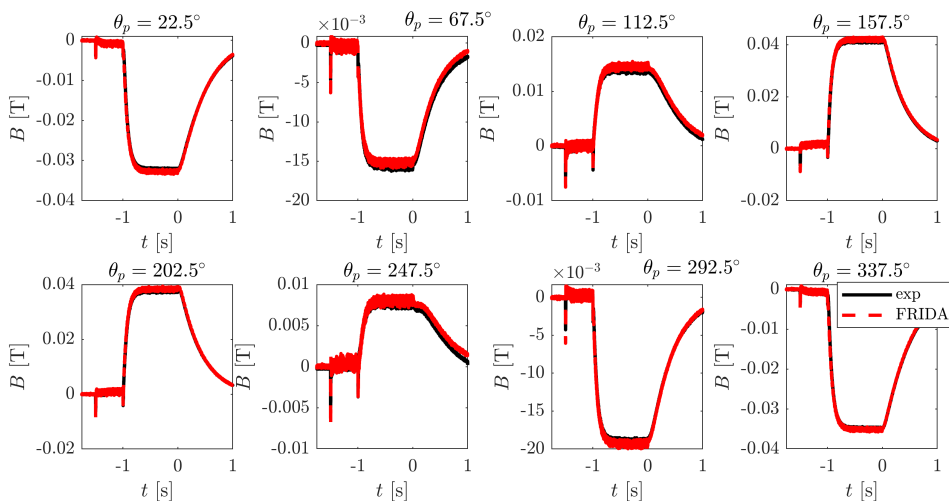 θp = 22.5°
0
-0.01
-0.02
-0.03
-0.04
B [T]
-1 0 1
t [s]
×10⁻³
θp = 67.5°
0
-5
-10
-15
-20
B [T]
-1 0 1
t [s]
θp = 112.5°
0.02
0.01
0
-0.01
B [T]
-1 0 1
t [s]
θp = 157.5°
0.04
0.02
0
-0.02
B [T]
-1 0 1
t [s]
θp = 202.5°
0.04
0.02
0
-0.02
B [T]
-1 0 1
t [s]
θp = 247.5°
0.01
0.005
0
-0.005
-0.01
B [T]
-1 0 1
t [s]
×10⁻³
θp = 292.5°
0
-5
-10
-15
-20
B [T]
-1 0 1
t [s]
θp = 337.5°
0
-0.01
-0.02
-0.03
-0.04
B [T]
-1 0 1
t [s]
exp
FRIDA